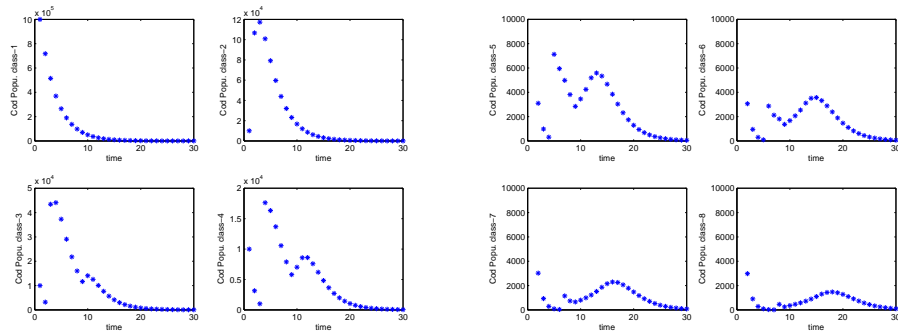 x 10^5
10
8
6
4
2
0
Cod Popu. class−1
0 10 20 30
time
x 10^4
12
10
8
6
4
2
0
Cod Popu. class−2
0 10 20 30
time
10000
8000
6000
4000
2000
0
Cod Popu. class−5
0 10 20 30
time
10000
8000
6000
4000
2000
0
Cod Popu. class−6
0 10 20 30
time
x 10^4
5
4
3
2
1
0
Cod Popu. class−3
0 10 20 30
time
x 10^4
2
1.5
1
0.5
0
Cod Popu. class−4
0 10 20 30
time
10000
8000
6000
4000
2000
0
Cod Popu. class−7
0 10 20 30
time
10000
8000
6000
4000
2000
0
Cod Popu. class−8
0 10 20 30
time